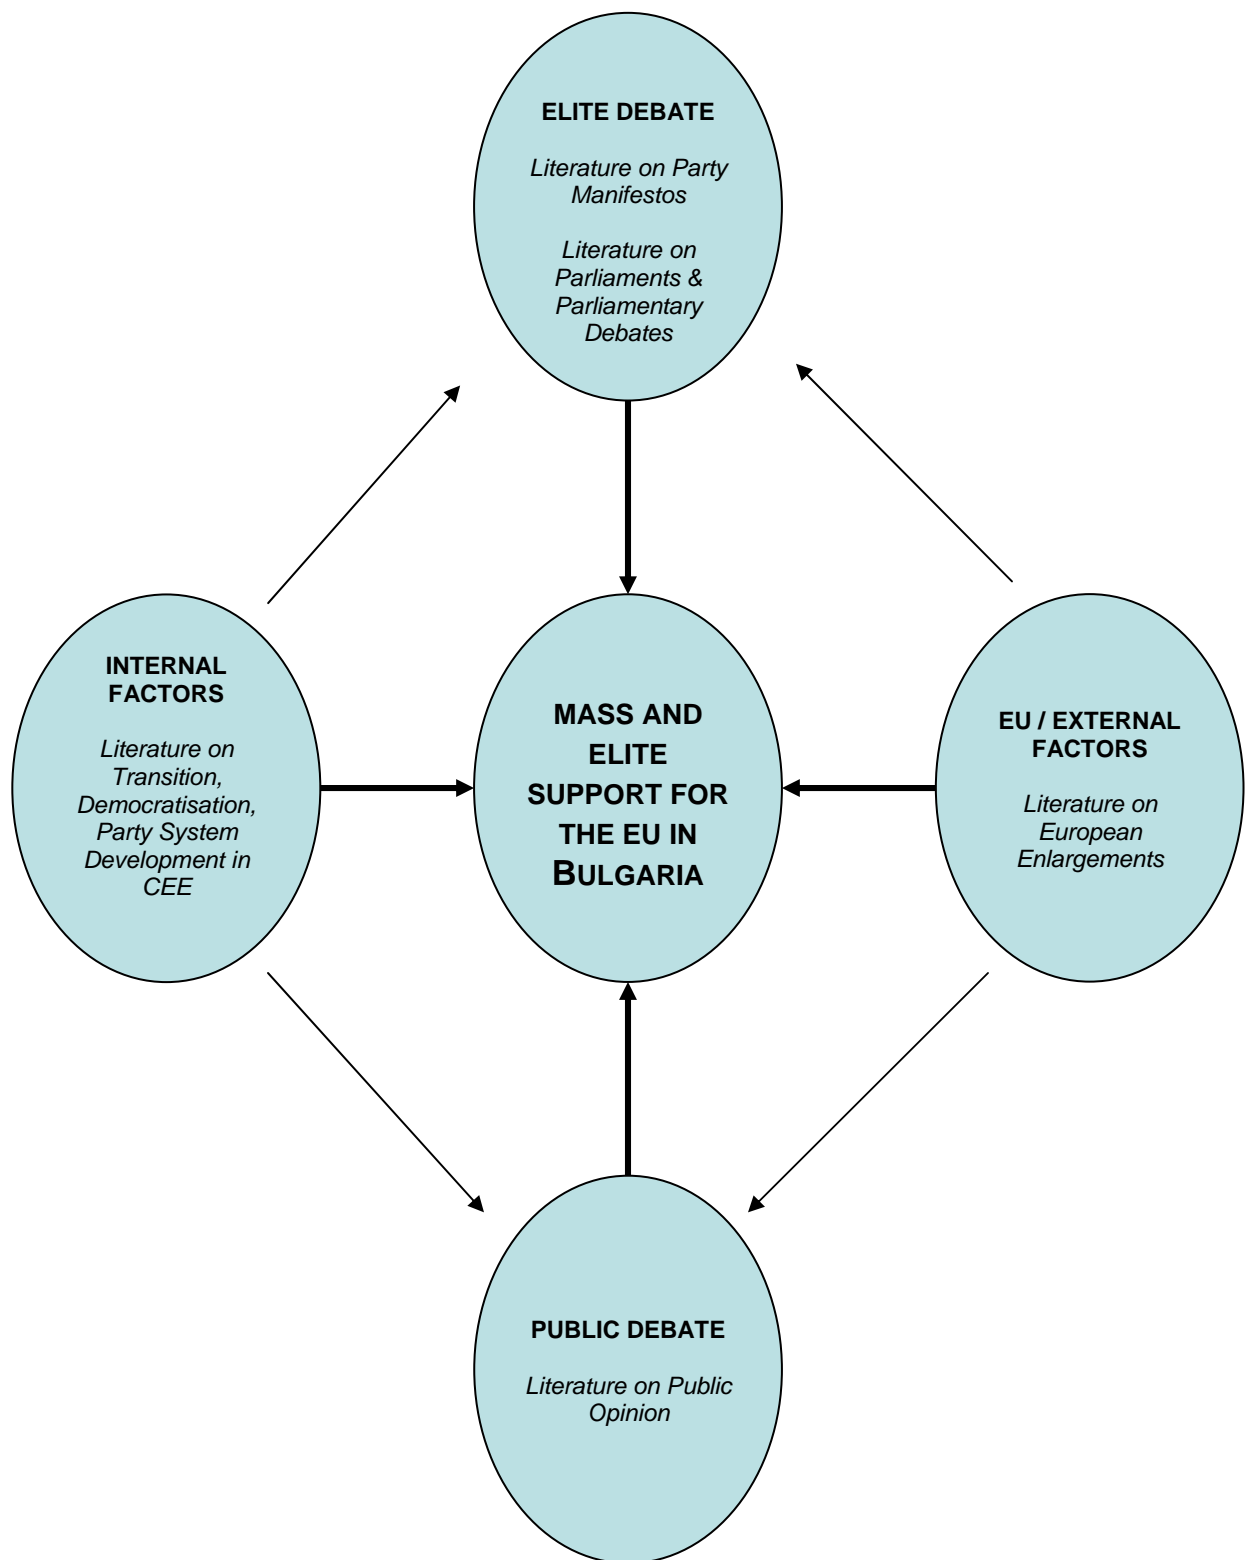 ELITE DEBATE
Literature on Party
Manifestos
Literature on
Parliaments &
Parliamentary
Debates
INTERNAL
FACTORS
Literature on
Transition,
Democratisation,
Party System
Development in
CEE
MASS AND
ELITE
SUPPORT FOR
THE EU IN
BULGARIA
EU / EXTERNAL
FACTORS
Literature on
European
Enlargements
PUBLIC DEBATE
Literature on Public
Opinion